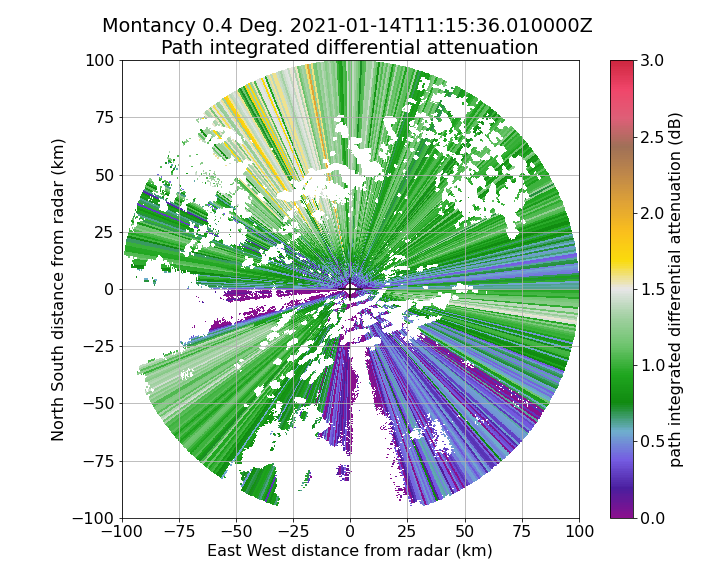 Montancy 0.4 Deg. 2021-01-14T11:15:36.010000Z
Path integrated differential attenuation
100
75
50
25
0
−25
−50
−75
−100
−100 −75 −50 −25 0 25 50 75 100
North South distance from radar (km)
East West distance from radar (km)
3.0
2.5
2.0
1.5
1.0
0.5
0.0
path integrated differential attenuation (dB)